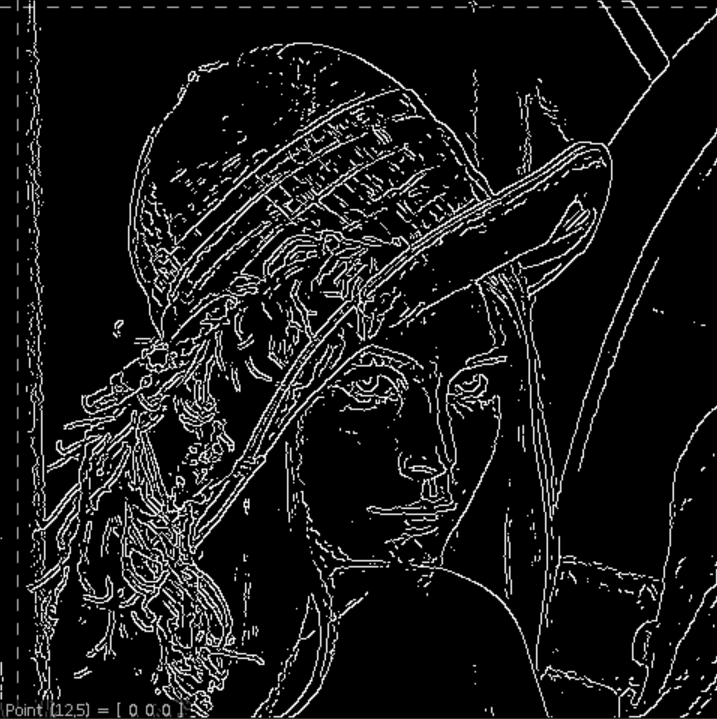 Point (12,5) = [ 0 0 0 ]